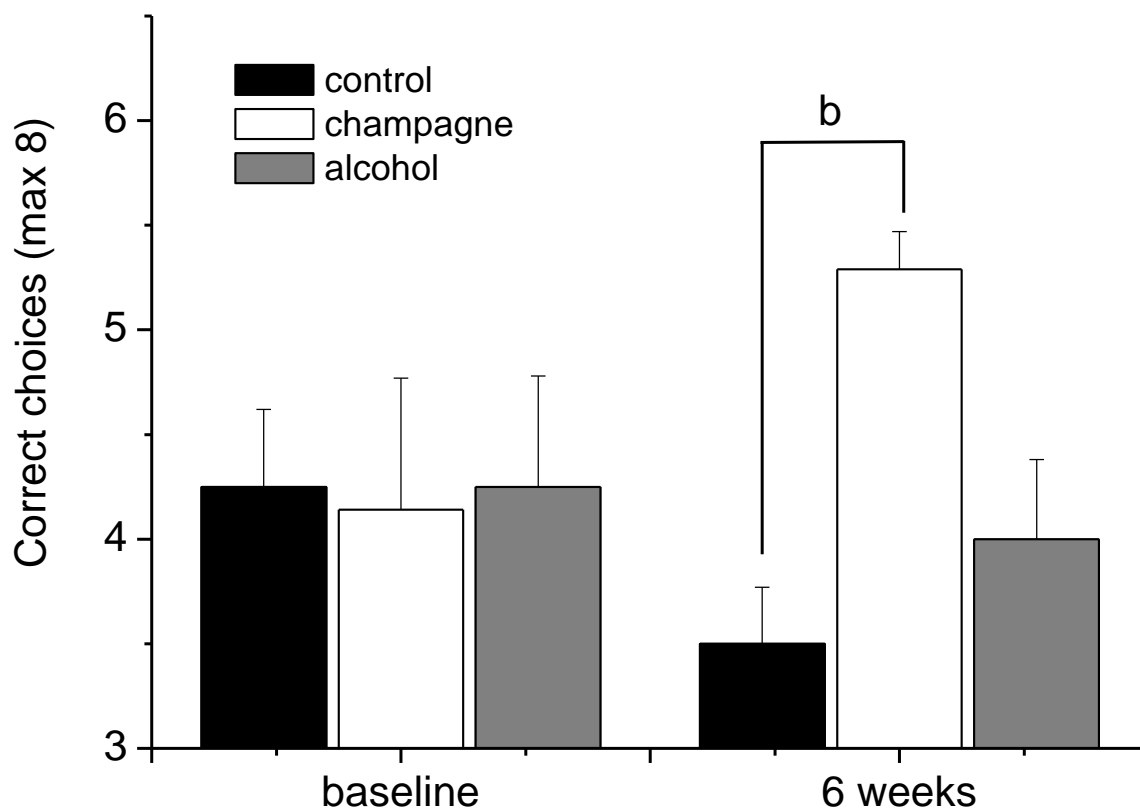 Correct choices (max 8)
6
5
4
3
control
champagne
alcohol
b
baseline
6 weeks